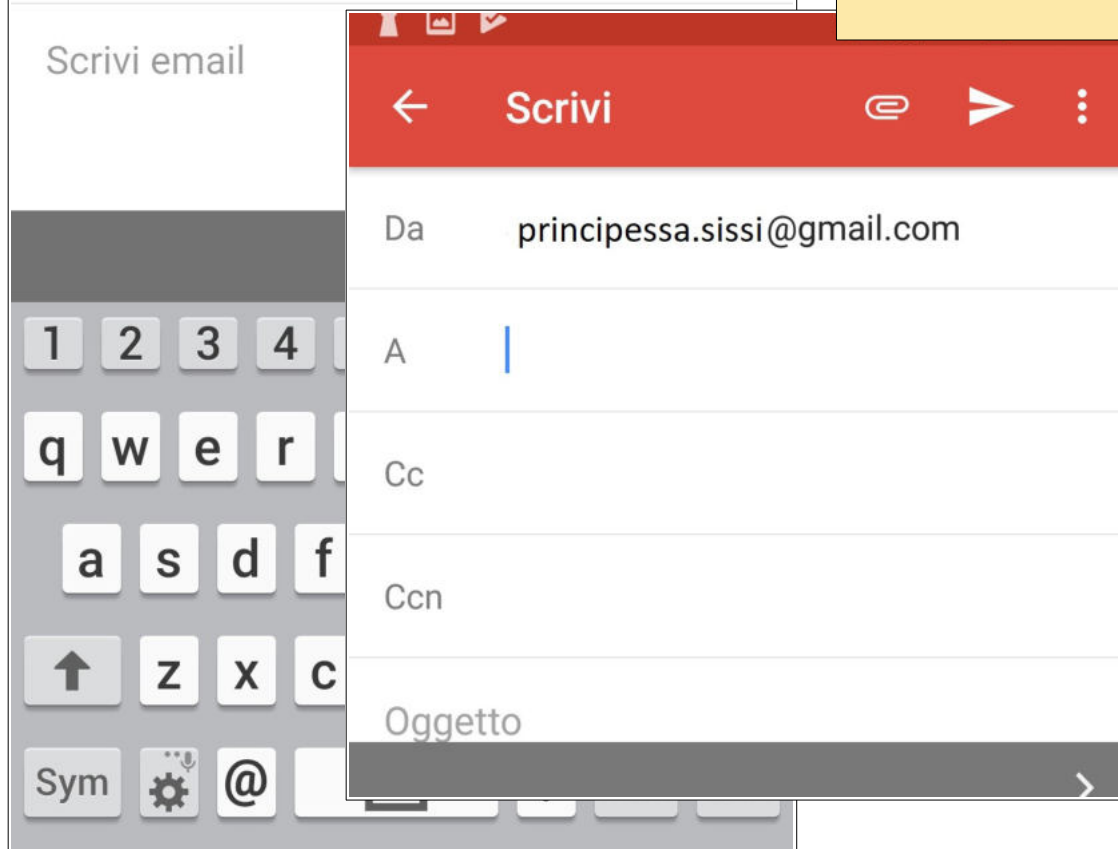 Scrivi email
Scrivi
Da principessa.sissi@gmail.com
A
Cc
Ccn
Oggetto
1 2 3 4
q w e r
a s d f
z x c
Sym @